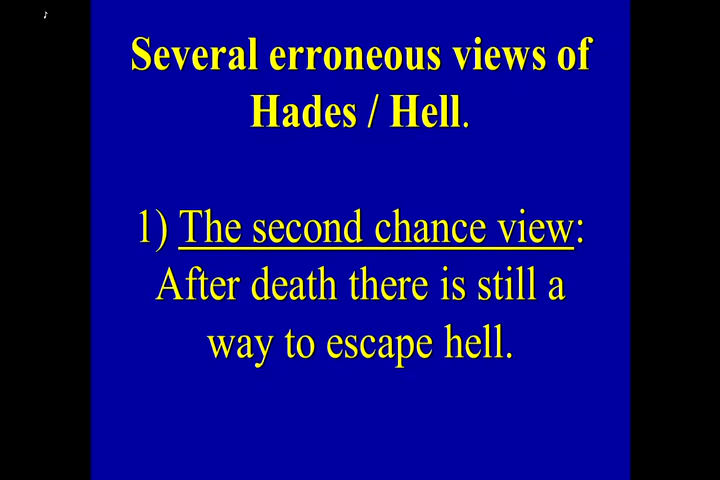 Several erroneous views of
Hades / Hell.
1) The second chance view:
After death there is still a
way to escape hell.